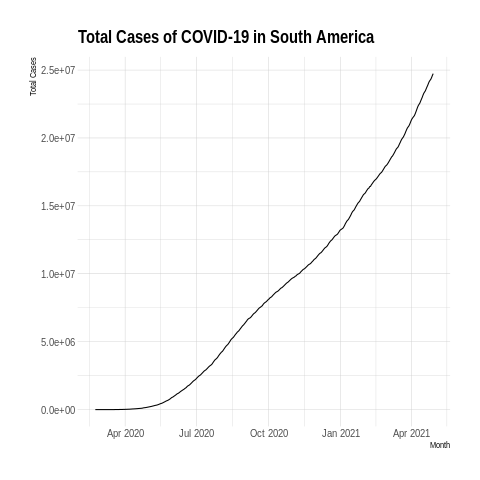 Total Cases of COVID-19 in South America
Total Cases
2.5e+07
2.0e+07
1.5e+07
1.0e+07
5.0e+06
0.0e+00
Apr 2020 Jul 2020 Oct 2020 Jan 2021 Apr 2021
Month